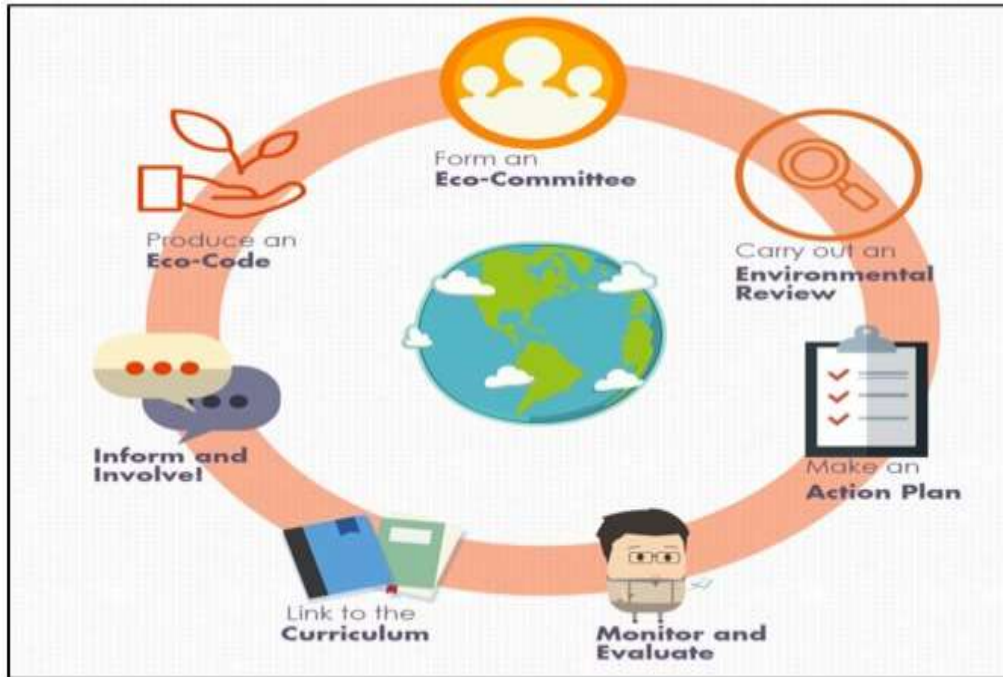 Form an
Eco-Committee
Carry out an
Environmental
Review
Make an
Action Plan
Monitor and
Evaluate
Link to the
Curriculum
Inform and
Involve!
Produce an
Eco-Code